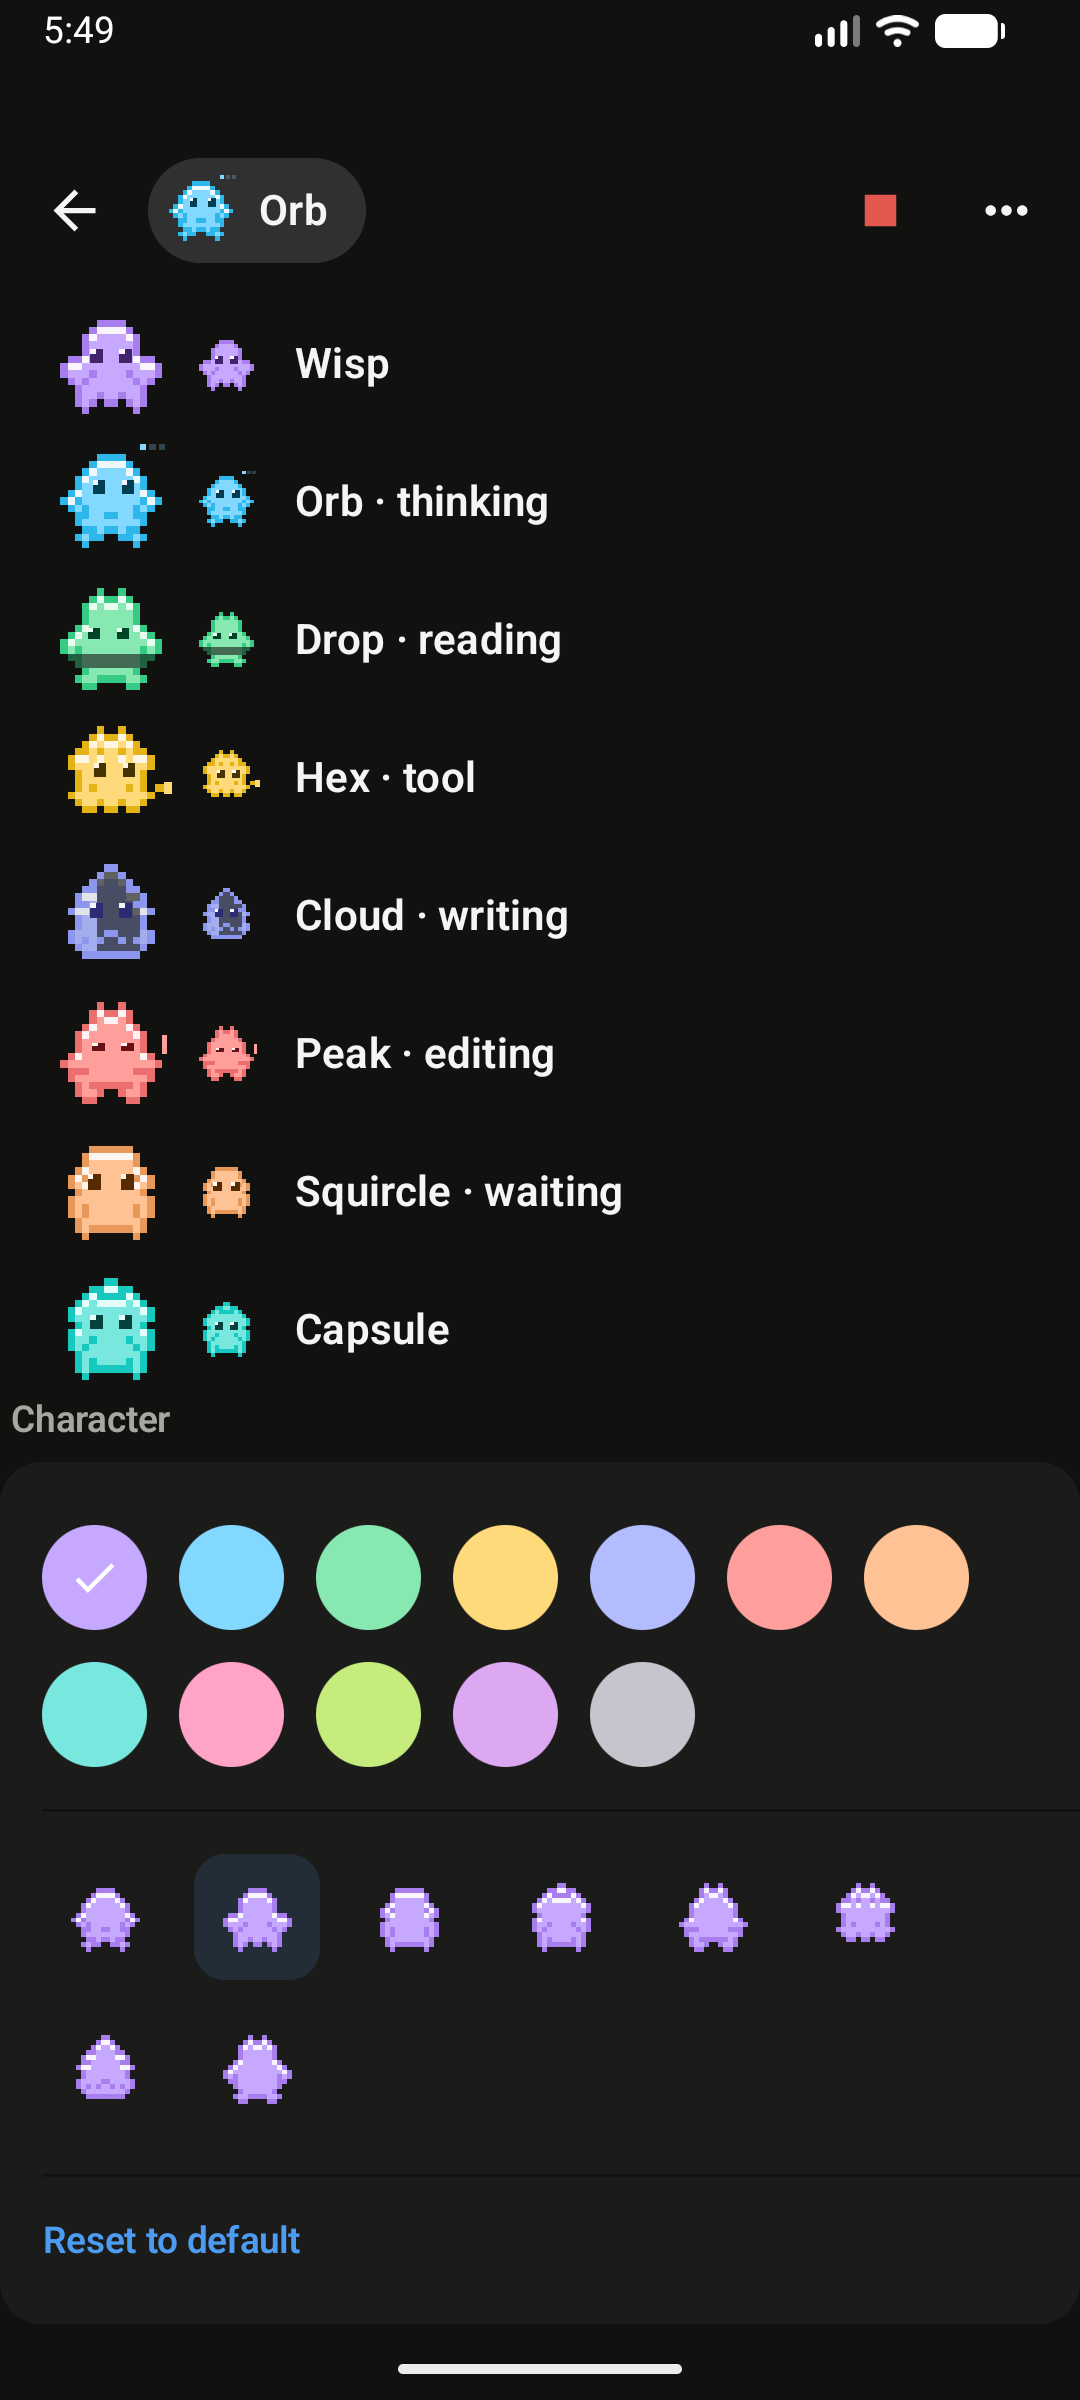 5:49
Orb
Wisp
Orb · thinking
Drop · reading
Hex · tool
Cloud · writing
Peak · editing
Squircle · waiting
Capsule
Character
Reset to default